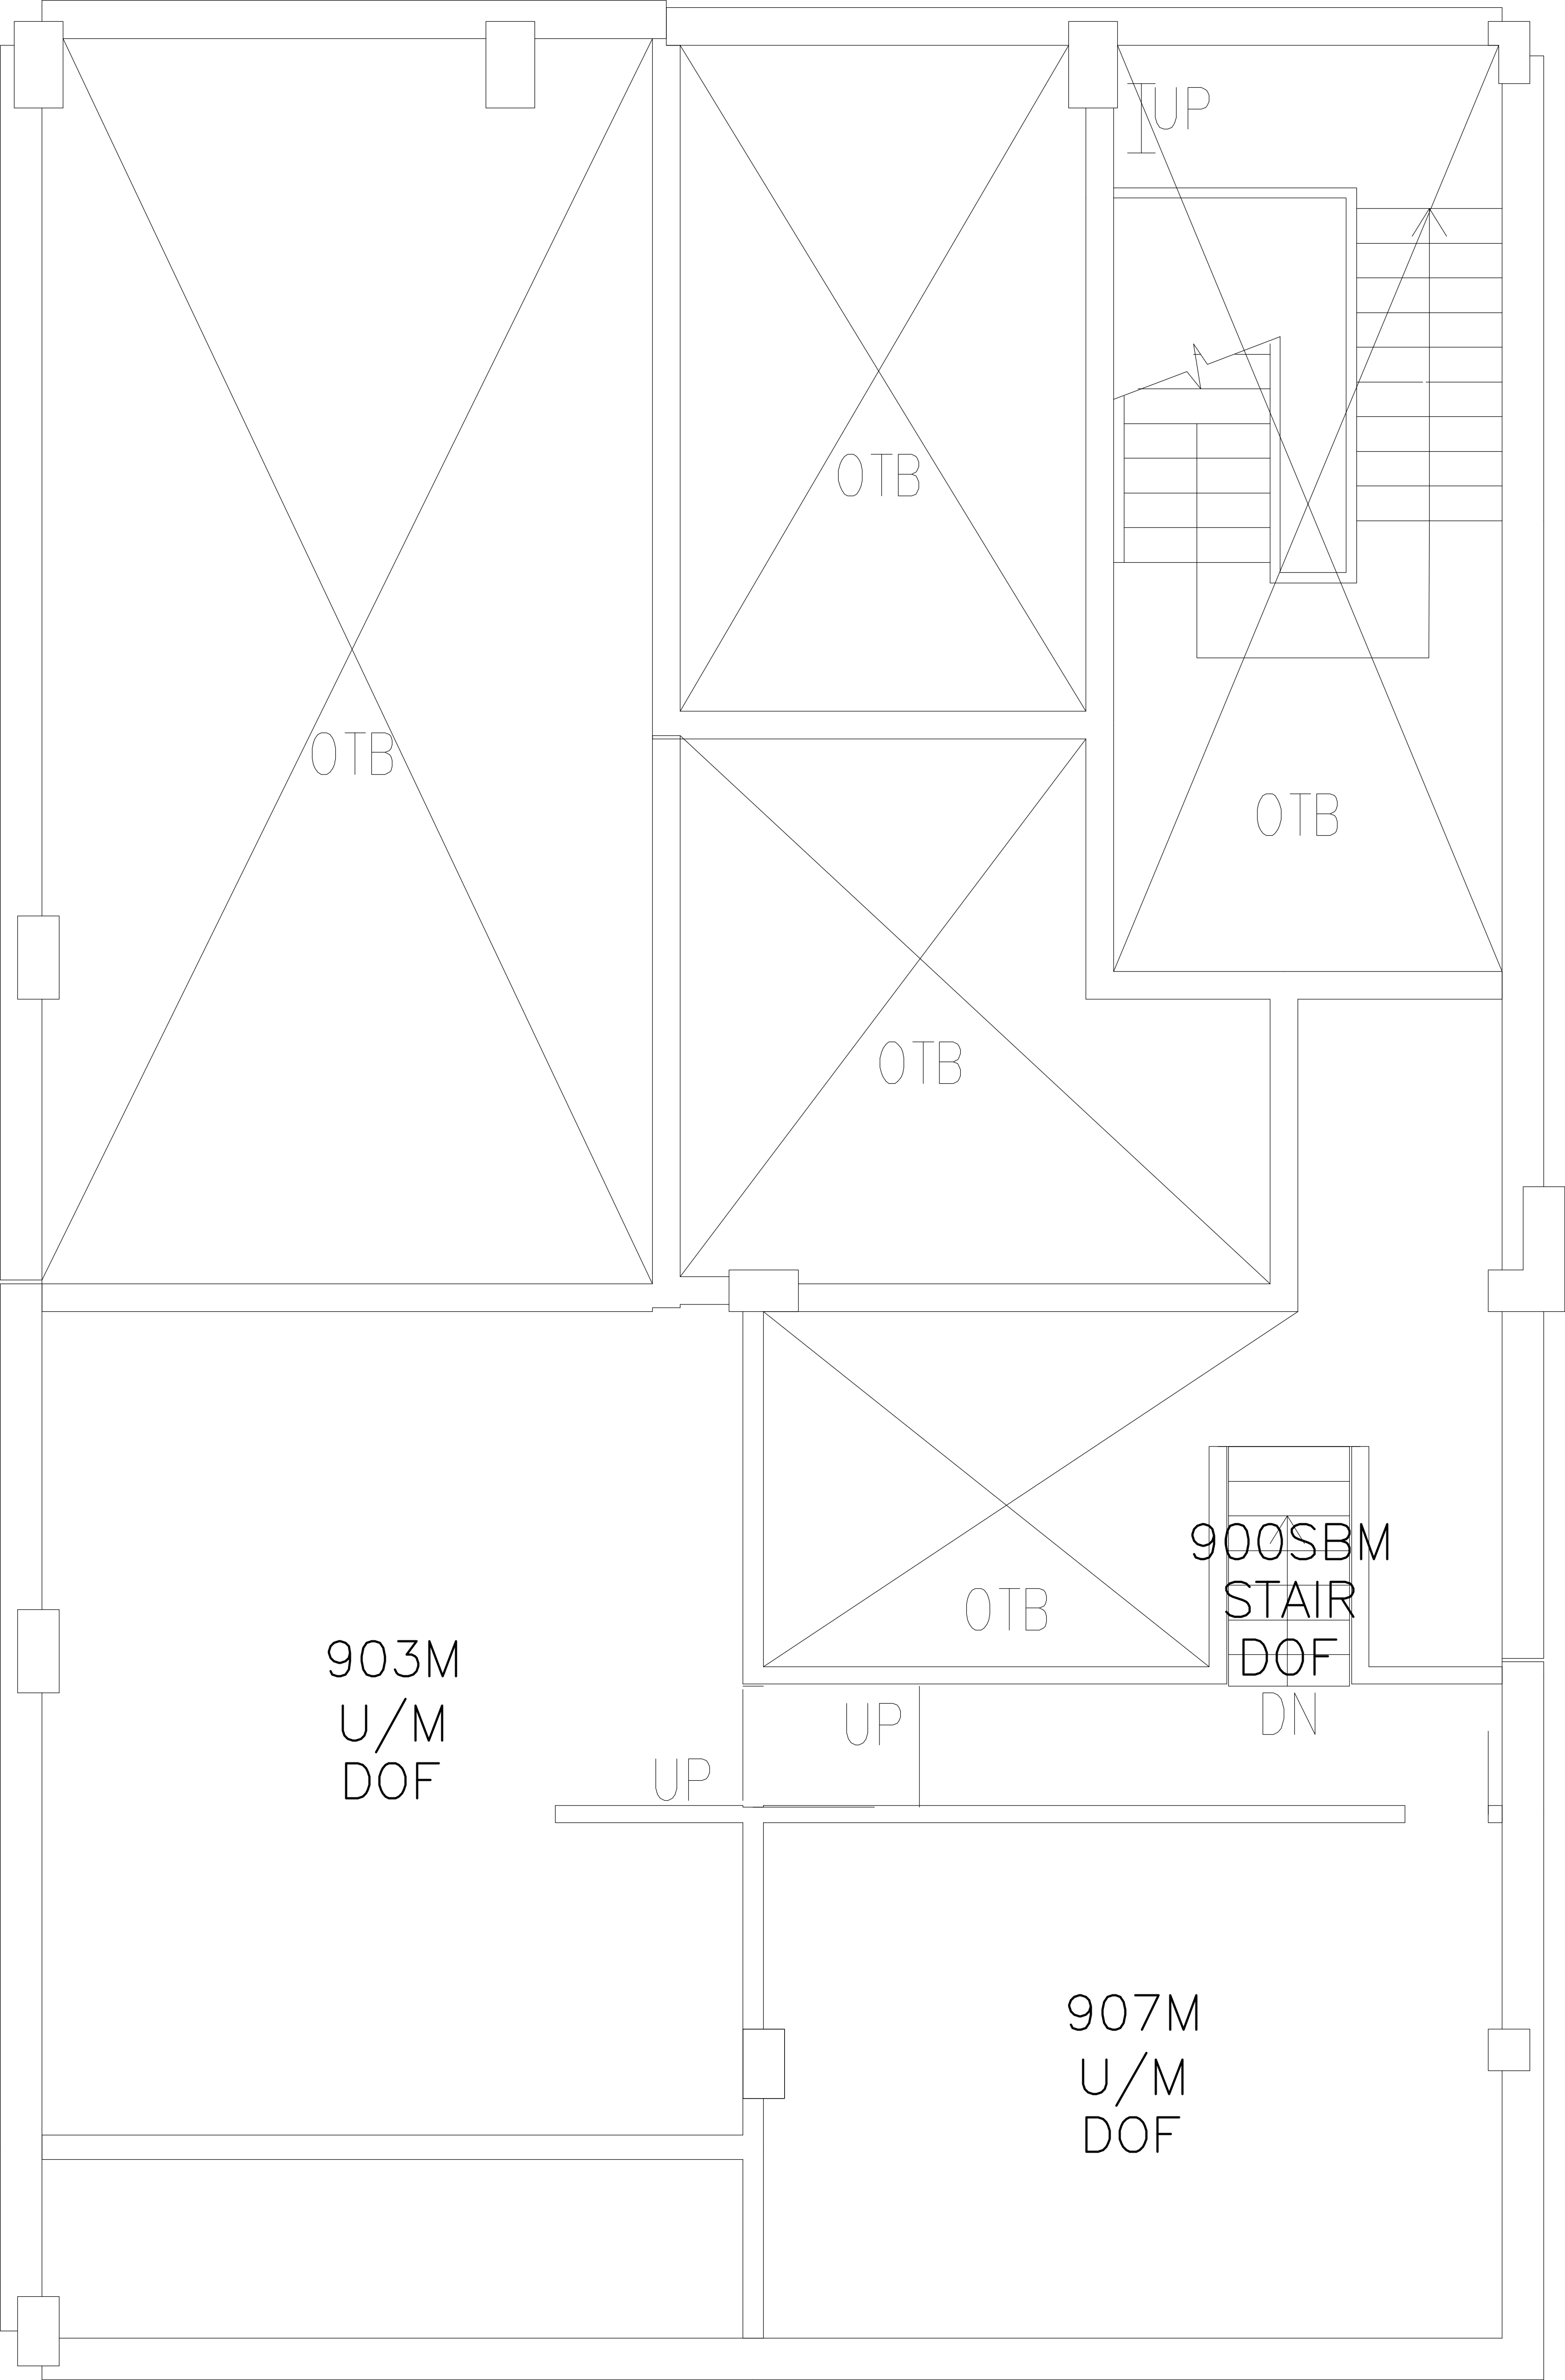 UP
OTB
OTB
OTB
OTB
900SBM
STAIR
DOF
OTB
903M
U/M
DOF
DN
UP
UP
907M
U/M
DOF